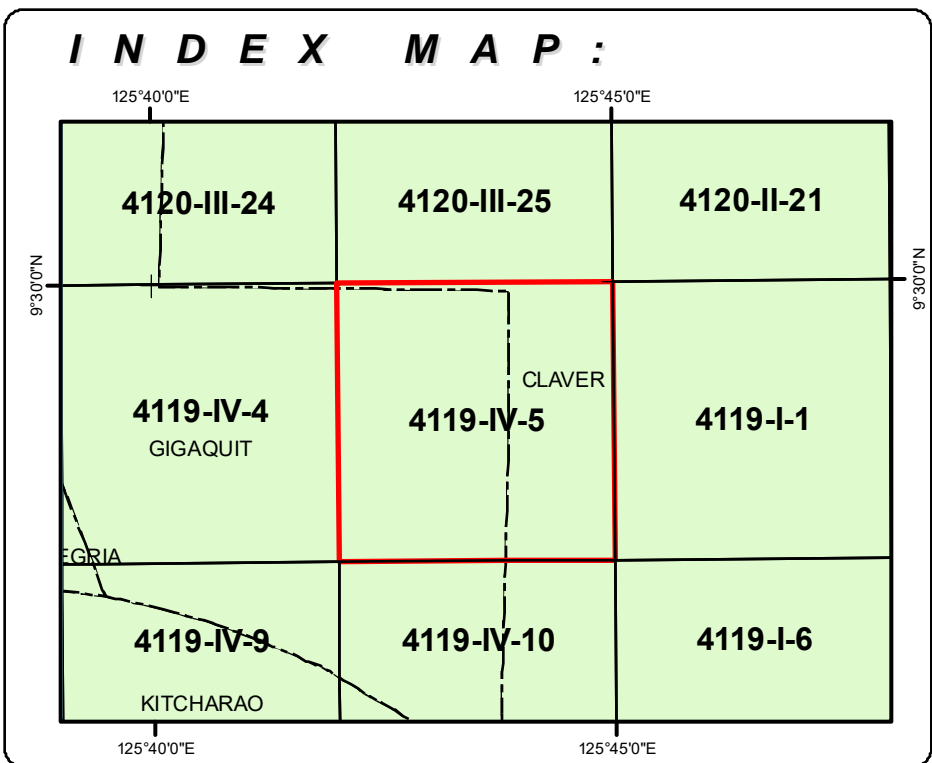 INDEX MAP:
125°40'0"E 125°45'0"E
4120-III-24 4120-III-25 4120-II-21
9°30'0"N 9°30'0"N
CLAVER
4119-IV-4 4119-IV-5 4119-I-1
GIGAQUIT
EGRIA
4119-IV-9 4119-IV-10 4119-I-6
KITCHARAO
125°40'0"E 125°45'0"E